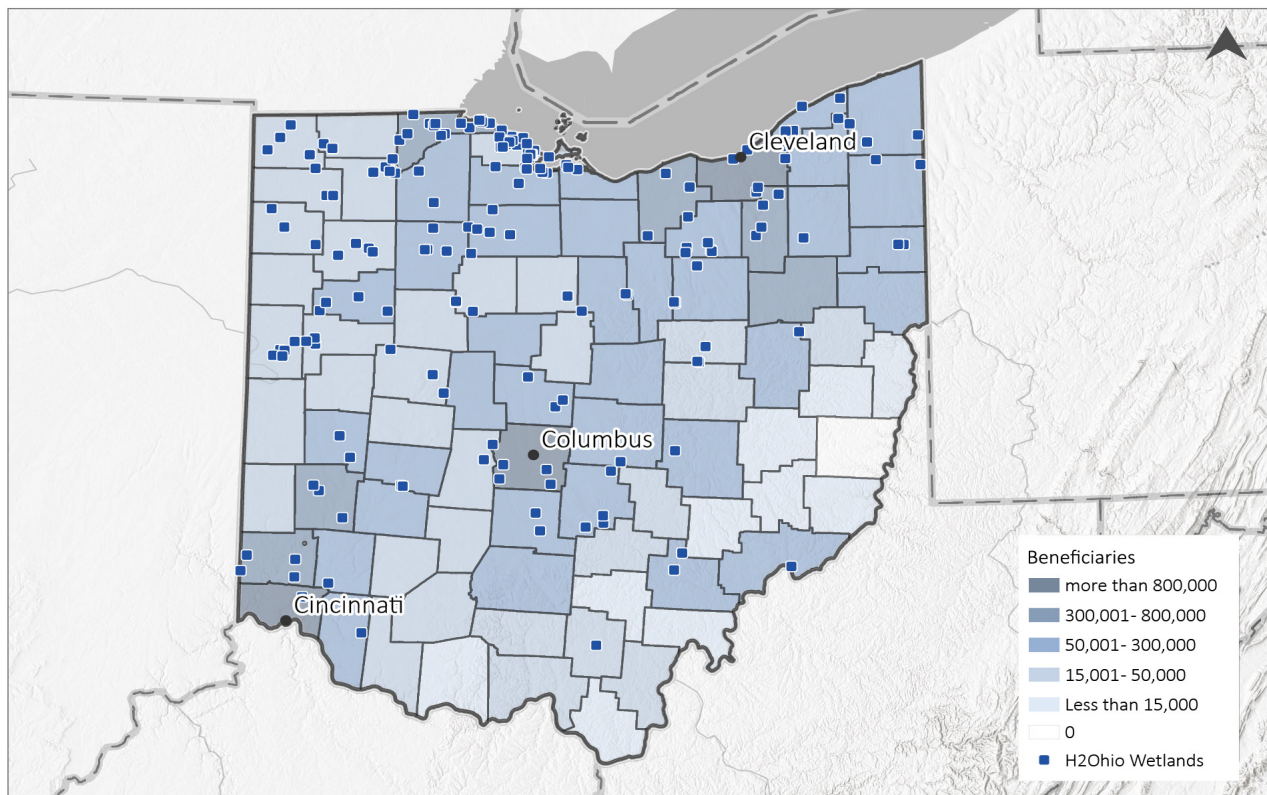 Cleveland
Columbus
Cincinnati
Beneficiaries
more than 800,000
300,001- 800,000
50,001- 300,000
15,001- 50,000
Less than 15,000
0
H2Ohio Wetlands